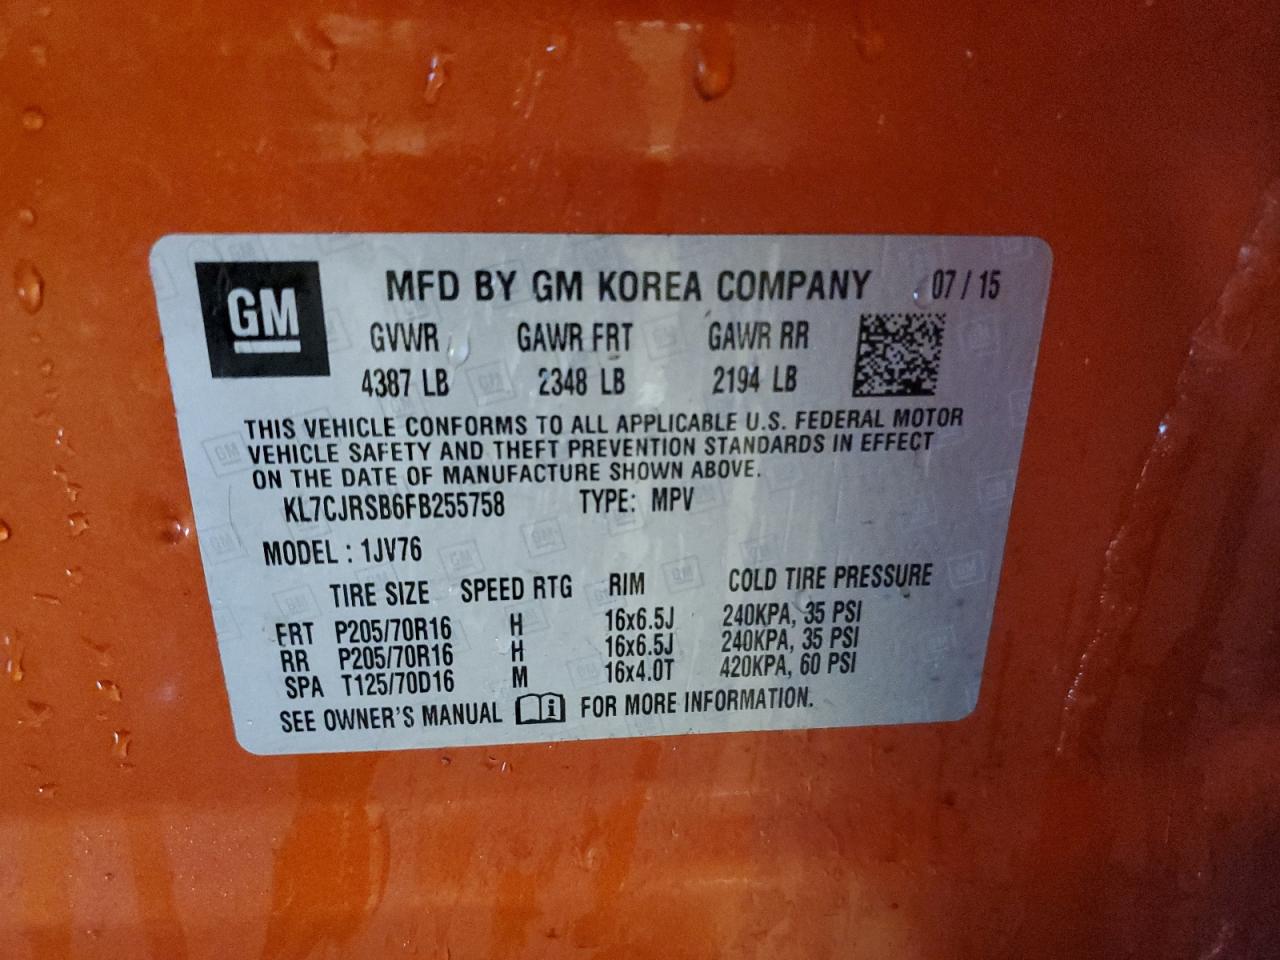 GM
MFD BY GM KOREA COMPANY 07 / 15
GVWR GAWR FRT GAWR RR
4387 LB 2348 LB 2194 LB
THIS VEHICLE CONFORMS TO ALL APPLICABLE U.S. FEDERAL MOTOR
VEHICLE SAFETY AND THEFT PREVENTION STANDARDS IN EFFECT
ON THE DATE OF MANUFACTURE SHOWN ABOVE.
KL7CJRSB6FB255758 TYPE: MPV
MODEL : 1JV76
TIRE SIZE SPEED RTG RIM COLD TIRE PRESSURE
FRT P205/70R16 H 16x6.5J 240KPA, 35 PSI
RR P205/70R16 H 16x6.5J 240KPA, 35 PSI
SPA T125/70D16 M 16x4.0T 420KPA, 60 PSI
SEE OWNER'S MANUAL i FOR MORE INFORMATION.